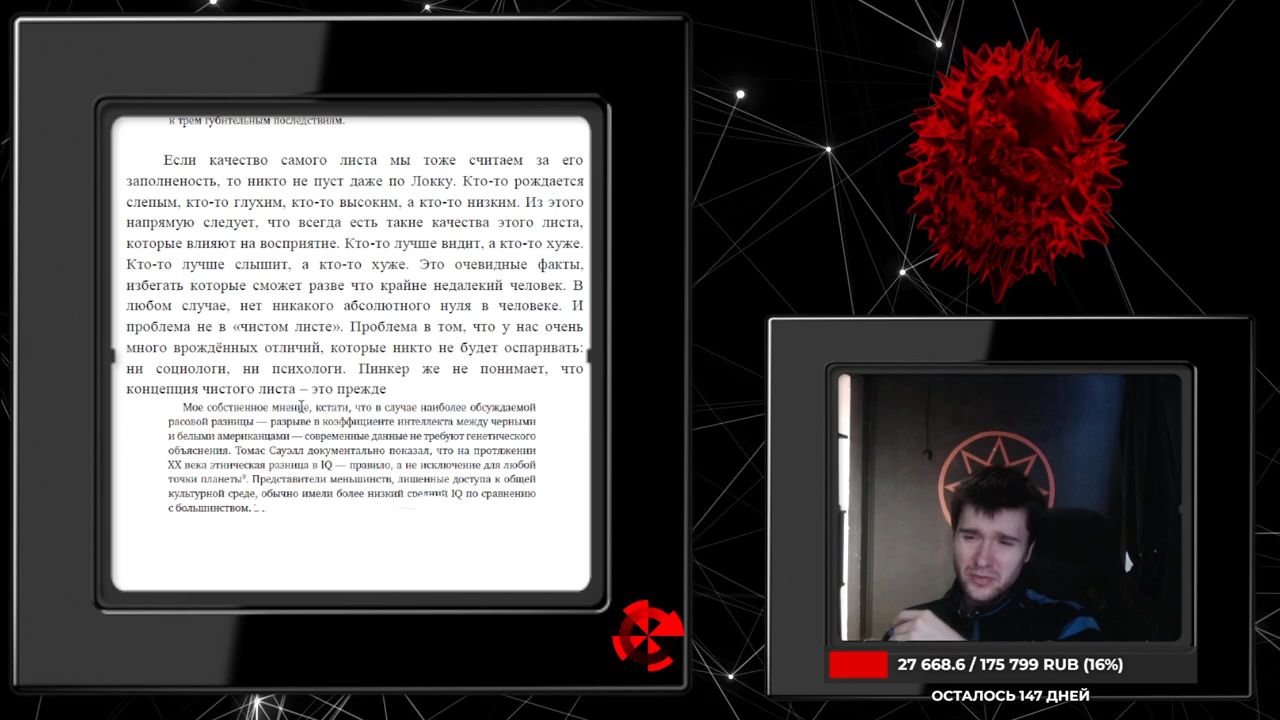 к трем губительным последствиям.
Если качество самого листа мы тоже считаем за его
заполненость, то никто не пуст даже по Локку. Кто-то рождается
слепым, кто-то глухим, кто-то высоким, а кто-то низким. Из этого
напрямую следует, что всегда есть такие качества этого листа,
которые влияют на восприятие. Кто-то лучше видит, а кто-то хуже.
Кто-то лучше слышит, а кто-то хуже. Это очевидные факты,
избегать которые сможет разве что крайне недалекий человек. В
любом случае, нет никакого абсолютного нуля в человеке. И
проблема не в «чистом листе». Проблема в том, что у нас очень
много врождённых отличий, которые никто не будет оспаривать:
ни социологи, ни психологи. Пинкер же не понимает, что
концепция чистого листа – это прежде
Мое собственное мнение, кстати, что в случае наиболее обсуждаемой
расовой разницы — разрыве в коэффициенте интеллекта между черными
и белыми американцами — современные данные не требуют генетического
объяснения. Томас Сауэлл документально показал, что на протяжении
XX века этническая разница в IQ — правило, а не исключение для любой
точки планеты⁹. Представители меньшинств, лишенные доступа к общей
культурной среде, обычно имели более низкий средний IQ по сравнению
с большинством.
27 668.6 / 175 799 RUB (16%)
ОСТАЛОСЬ 147 ДНЕЙ